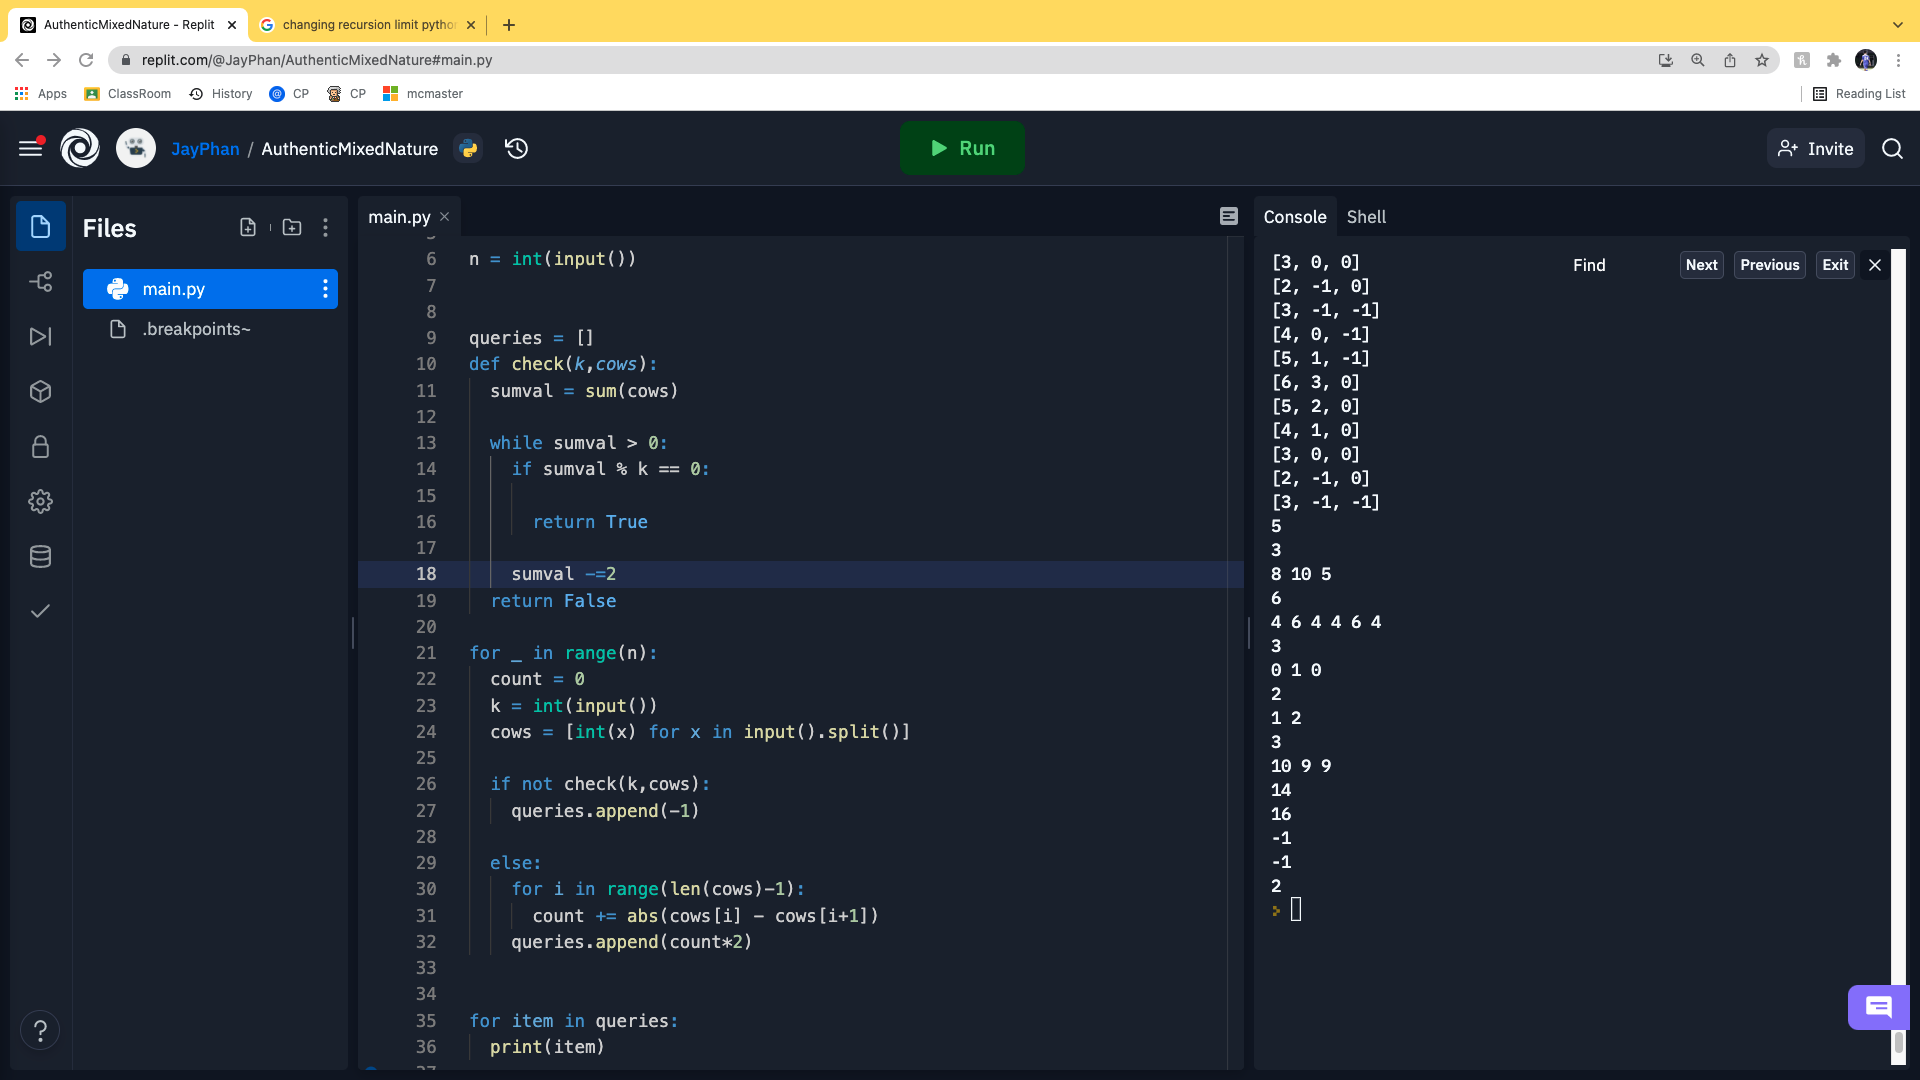 AuthenticMixedNature - Replit
changing recursion limit pytho
replit.com/@JayPhan/AuthenticMixedNature#main.py
Apps ClassRoom History CP CP mcmaster Reading List
JayPhan / AuthenticMixedNature Run Invite
Files
main.py
.breakpoints~
main.py
6 n = int(input())
7
8
9 queries = []
10 def check(k,cows):
11 sumval = sum(cows)
12
13 while sumval > 0:
14 if sumval % k == 0:
15
16 return True
17
18 sumval -=2
19 return False
20
21 for _ in range(n):
22 count = 0
23 k = int(input())
24 cows = [int(x) for x in input().split()]
25
26 if not check(k,cows):
27 queries.append(-1)
28
29 else:
30 for i in range(len(cows)-1):
31 count += abs(cows[i] - cows[i+1])
32 queries.append(count*2)
33
34
35 for item in queries:
36 print(item)
37
Console Shell
Find Next Previous Exit
[3, 0, 0]
[2, -1, 0]
[3, -1, -1]
[4, 0, -1]
[5, 1, -1]
[6, 3, 0]
[5, 2, 0]
[4, 1, 0]
[3, 0, 0]
[2, -1, 0]
[3, -1, -1]
5
3
8 10 5
6
4 6 4 4 6 4
3
0 1 0
2
1 2
3
10 9 9
14
16
-1
-1
2
?